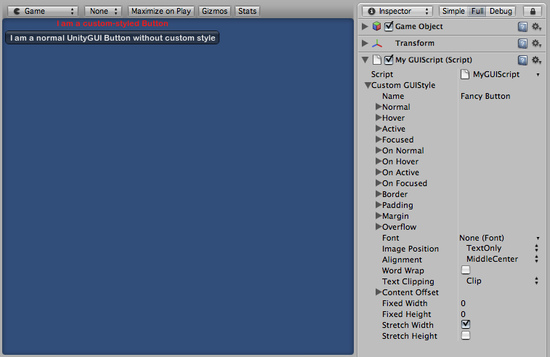 Game
None
Maximize on Play
Gizmos
Stats
I am a custom styled Button
I am a normal UnityGUI Button without custom style
Inspector
Simple
Full
Debug
Game Object
Transform
My GUIScript (Script)
Script MyGUIScript
Custom GUIStyle
Name Fancy Button
Normal
Hover
Active
Focused
On Normal
On Hover
On Active
On Focused
Border
Padding
Margin
Overflow
Font None (Font)
Image Position TextOnly
Alignment MiddleCenter
Word Wrap
Text Clipping Clip
Content Offset
Fixed Width 0
Fixed Height 0
Stretch Width
Stretch Height